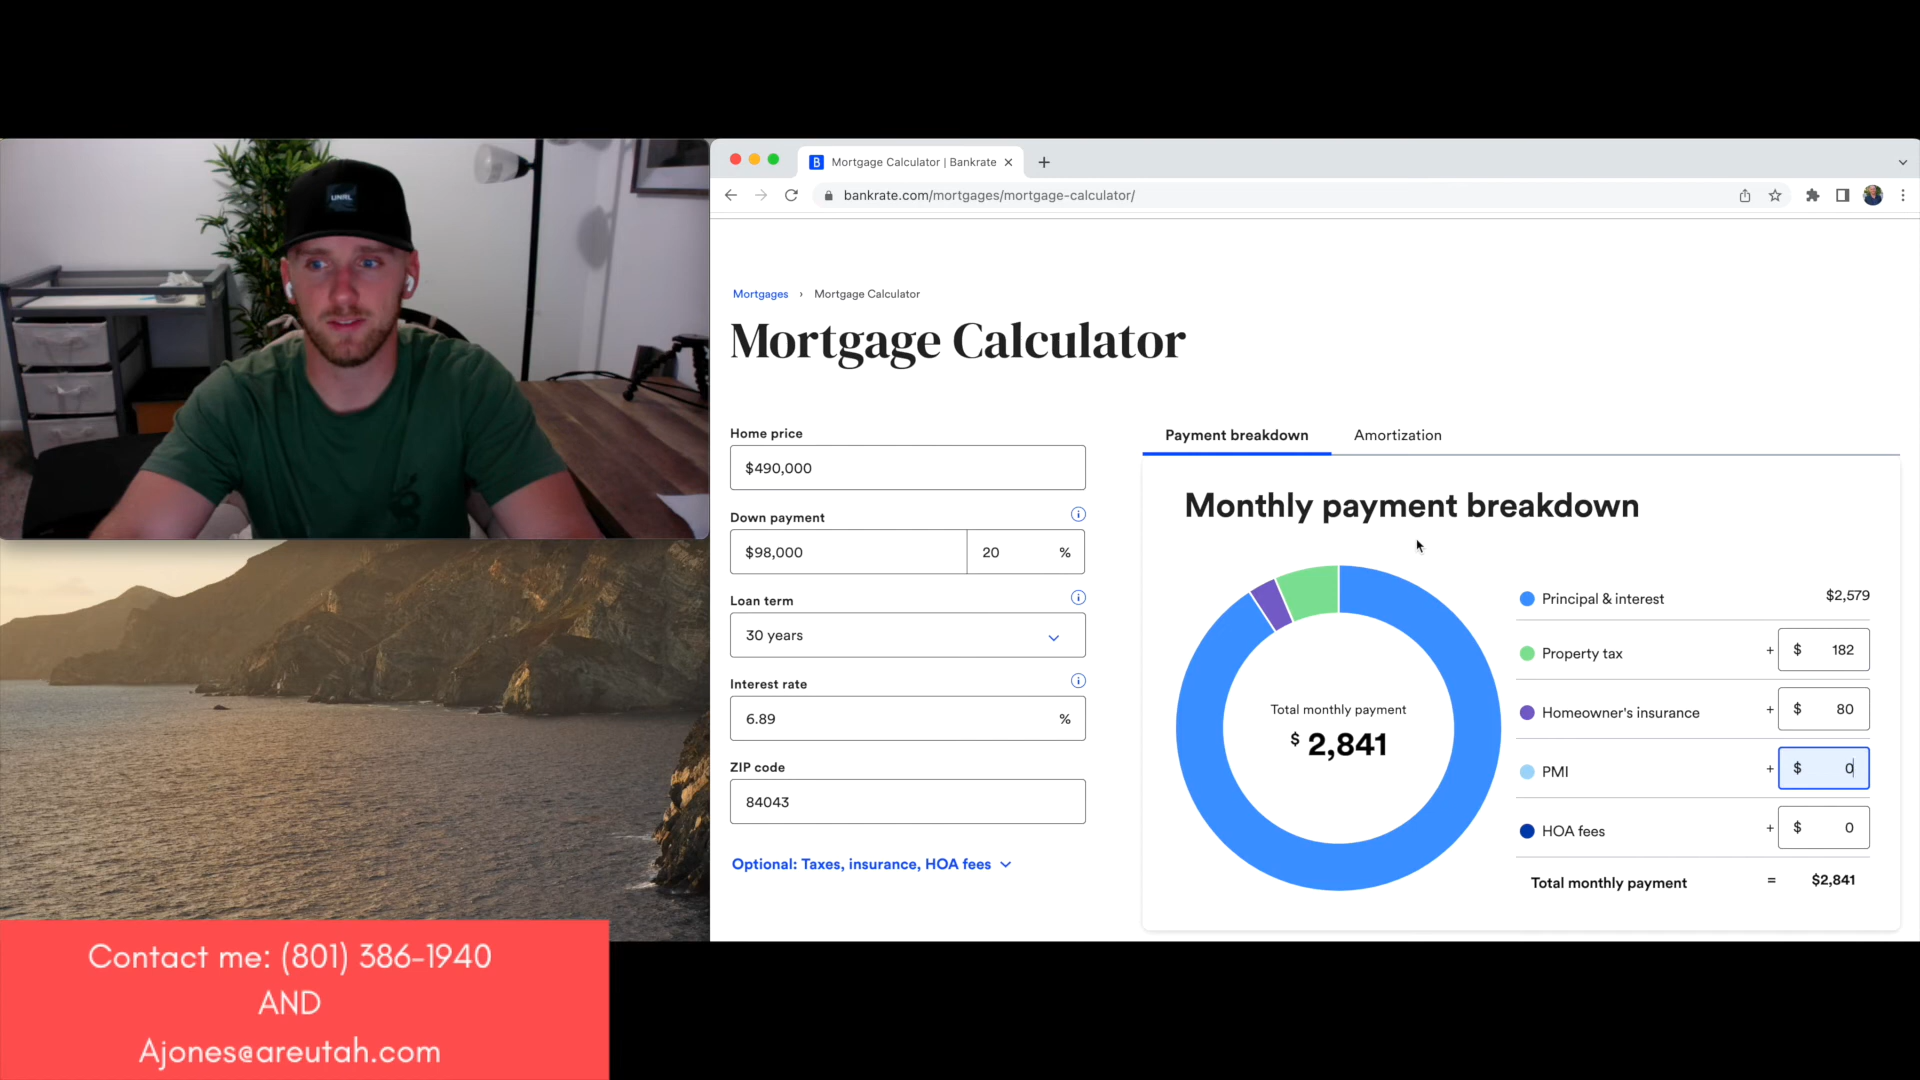 UNRL
Mortgage Calculator | Bankrate
bankrate.com/mortgages/mortgage-calculator/
Mortgages › Mortgage Calculator
Mortgage Calculator
Home price
$490,000
Down payment
$98,000 20 %
Loan term
30 years
Interest rate
6.89 %
ZIP code
84043
Optional: Taxes, insurance, HOA fees
Payment breakdown Amortization
Monthly payment breakdown
Total monthly payment
$ 2,841
Principal & interest $2,579
Property tax + $ 182
Homeowner's insurance + $ 80
PMI + $ 0
HOA fees + $ 0
Total monthly payment = $2,841
Contact me: (801) 386-1940
AND
Ajones@areutah.com